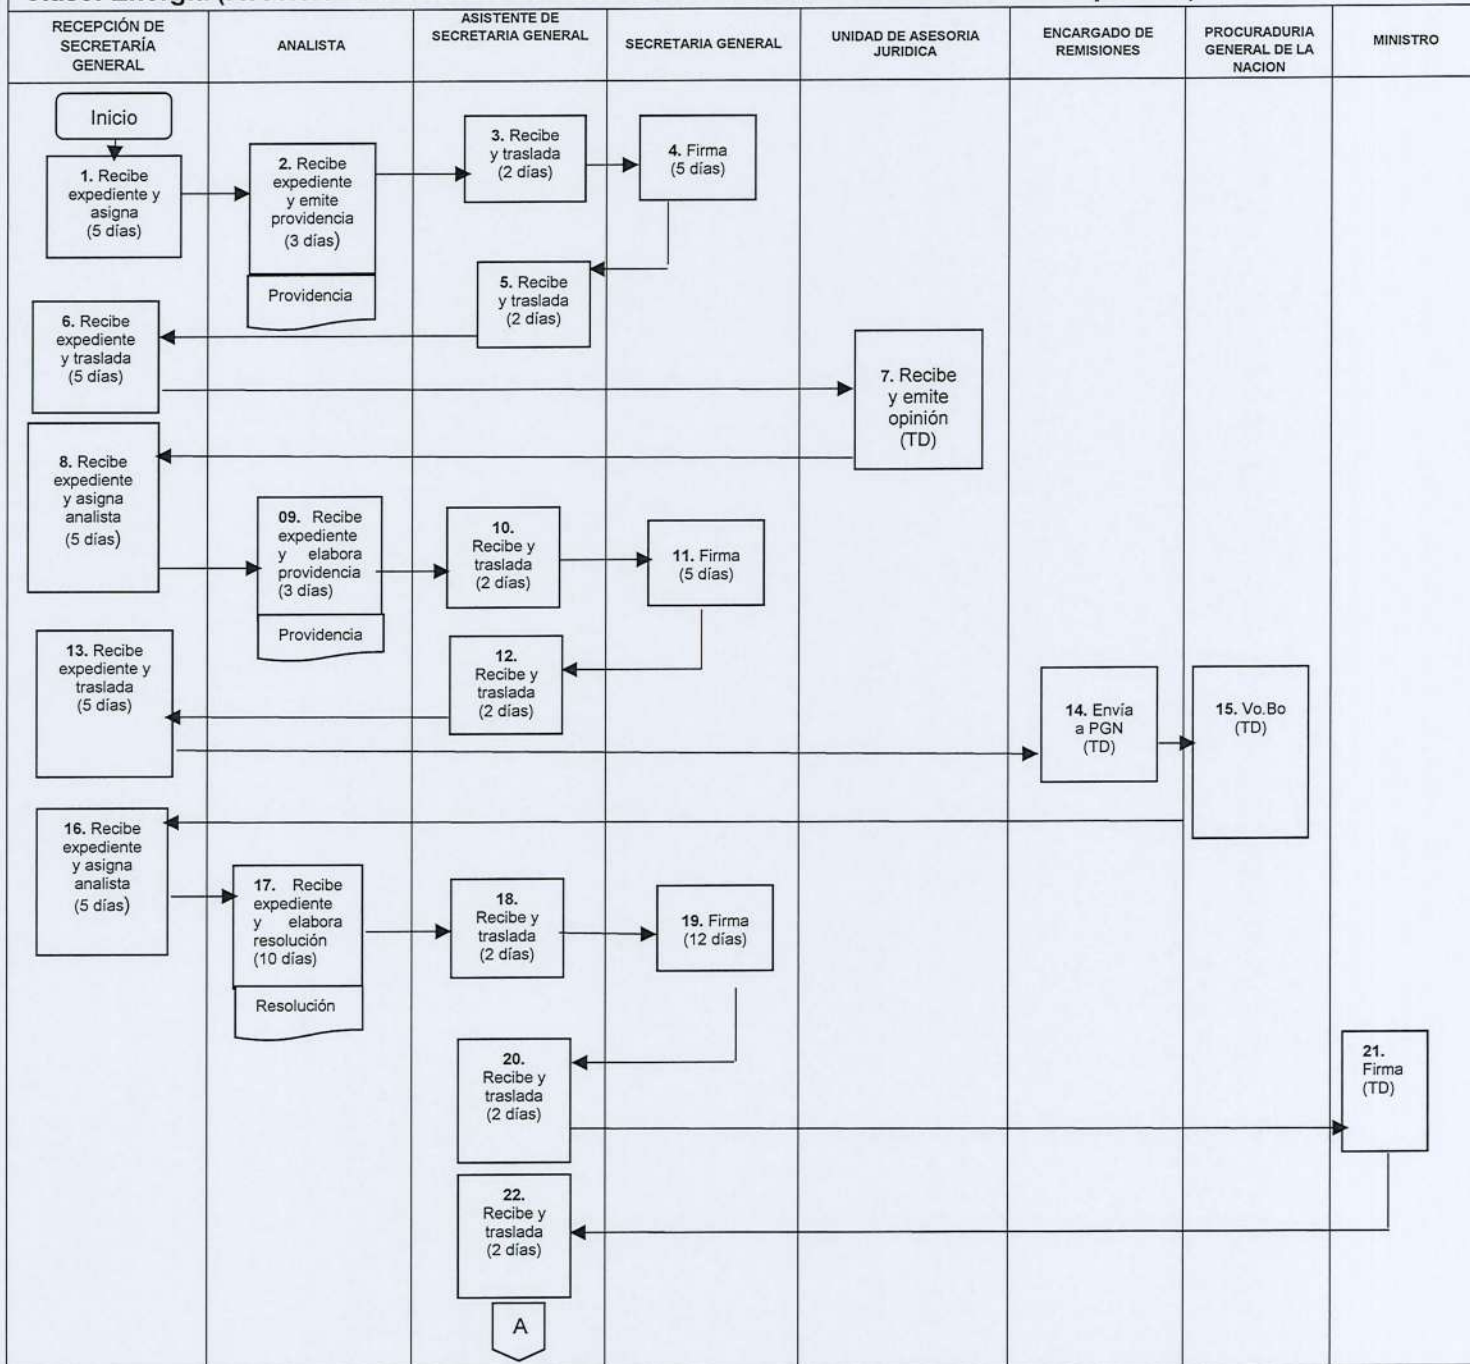 RECEPCIÓN DE
SECRETARÍA
GENERAL
ANALISTA
ASISTENTE DE
SECRETARIA GENERAL
SECRETARIA GENERAL
UNIDAD DE ASESORIA
JURIDICA
ENCARGADO DE
REMISIONES
PROCURADURIA
GENERAL DE LA
NACION
MINISTRO
Inicio
1. Recibe
expediente y
asigna
(5 días)
2. Recibe
expediente
y emite
providencia
(3 días)
Providencia
3. Recibe
y traslada
(2 días)
4. Firma
(5 días)
5. Recibe
y traslada
(2 días)
6. Recibe
expediente
y traslada
(5 días)
7. Recibe
y emite
opinión
(TD)
8. Recibe
expediente
y asigna
analista
(5 días)
09. Recibe
expediente
y elabora
providencia
(3 días)
Providencia
10.
Recibe y
traslada
(2 días)
11. Firma
(5 días)
12.
Recibe y
traslada
(2 días)
13. Recibe
expediente y
traslada
(5 días)
14. Envía
a PGN
(TD)
15. Vo.Bo
(TD)
16. Recibe
expediente
y asigna
analista
(5 días)
17. Recibe
expediente
y elabora
resolución
(10 días)
Resolución
18.
Recibe y
traslada
(2 días)
19. Firma
(12 días)
20.
Recibe y
traslada
(2 días)
21.
Firma
(TD)
22.
Recibe y
traslada
(2 días)
A